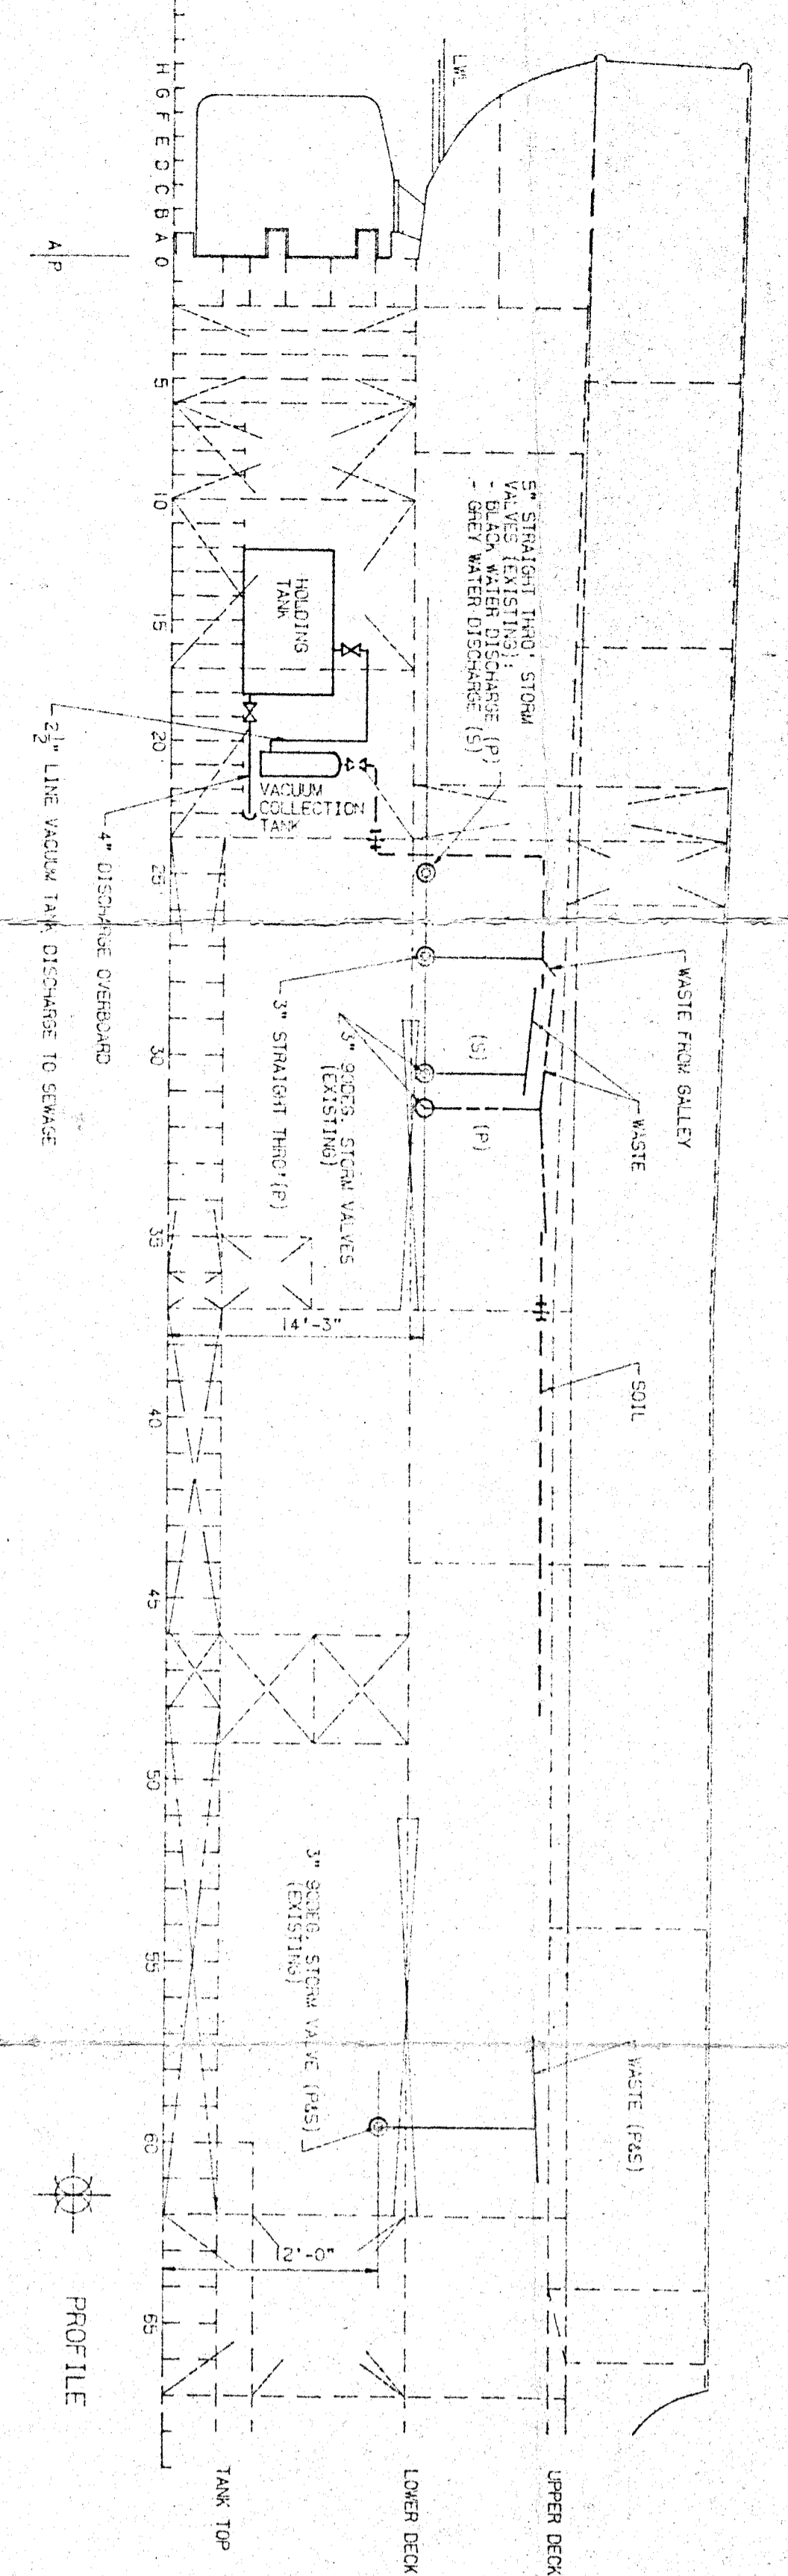 LWL
H G F E D C B A 0
5 10 15 20 25 30 35 40 45 50 55 60 65
A P
5" STRAIGHT THRO' STORM
VALVES (EXISTING):
- BLACK WATER DISCHARGE (P)
- GREY WATER DISCHARGE (S)
HOLDING
TANK
VACUUM
COLLECTION
TANK
2½" LINE VACUUM TANK DISCHARGE TO SEWAGE
4" DISCHARGE OVERBOARD
3" STRAIGHT THRO' (P)
3" 90DEG. STORM VALVES
(EXISTING)
(S)
(P)
WASTE FROM GALLEY
WASTE
SOIL
14'-3"
3" 90DEG. STORM VALVE (P&S)
(EXISTING)
WASTE (P&S)
12'-0"
PROFILE
UPPER DECK
LOWER DECK
TANK TOP